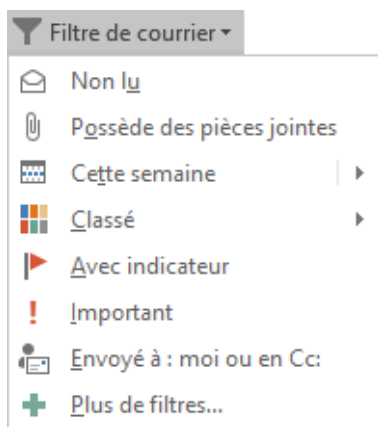 Filtre de courrier
Non lu
Possède des pièces jointes
Cette semaine
Classé
Avec indicateur
Important
Envoyé à : moi ou en Cc:
Plus de filtres...